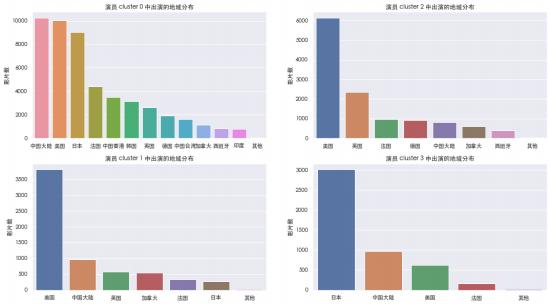 演员 cluster 0 中出演的地域分布
影片数
10000
8000
6000
4000
2000
0
中国大陆 美国 日本 法国 中国香港 韩国 英国 德国 中国台湾 加拿大 西班牙 印度 其他
演员 cluster 2 中出演的地域分布
影片数
6000
5000
4000
3000
2000
1000
0
美国 英国 法国 德国 中国大陆 加拿大 西班牙 其他
演员 cluster 1 中出演的地域分布
影片数
3500
3000
2500
2000
1500
1000
500
0
美国 中国大陆 英国 加拿大 法国 日本 其他
演员 cluster 3 中出演的地域分布
影片数
3000
2500
2000
1500
1000
500
0
日本 中国大陆 美国 法国 其他